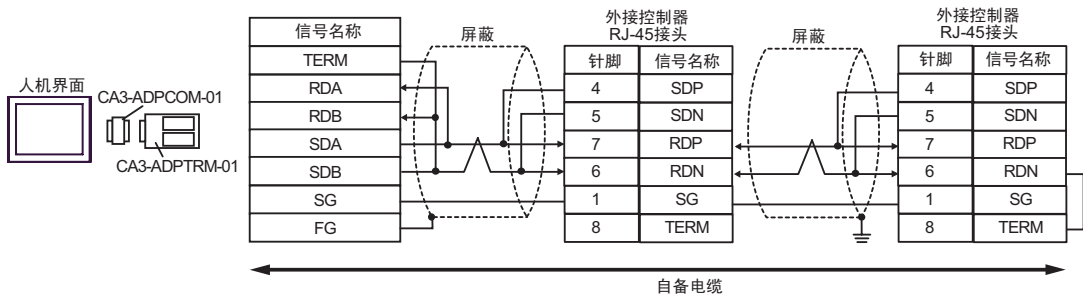 人机界面
CA3-ADPCOM-01
CA3-ADPTRM-01
信号名称
TERM
RDA
RDB
SDA
SDB
SG
FG
屏蔽
外接控制器
RJ-45接头
针脚 信号名称
4 SDP
5 SDN
7 RDP
6 RDN
1 SG
8 TERM
屏蔽
外接控制器
RJ-45接头
针脚 信号名称
4 SDP
5 SDN
7 RDP
6 RDN
1 SG
8 TERM
自备电缆